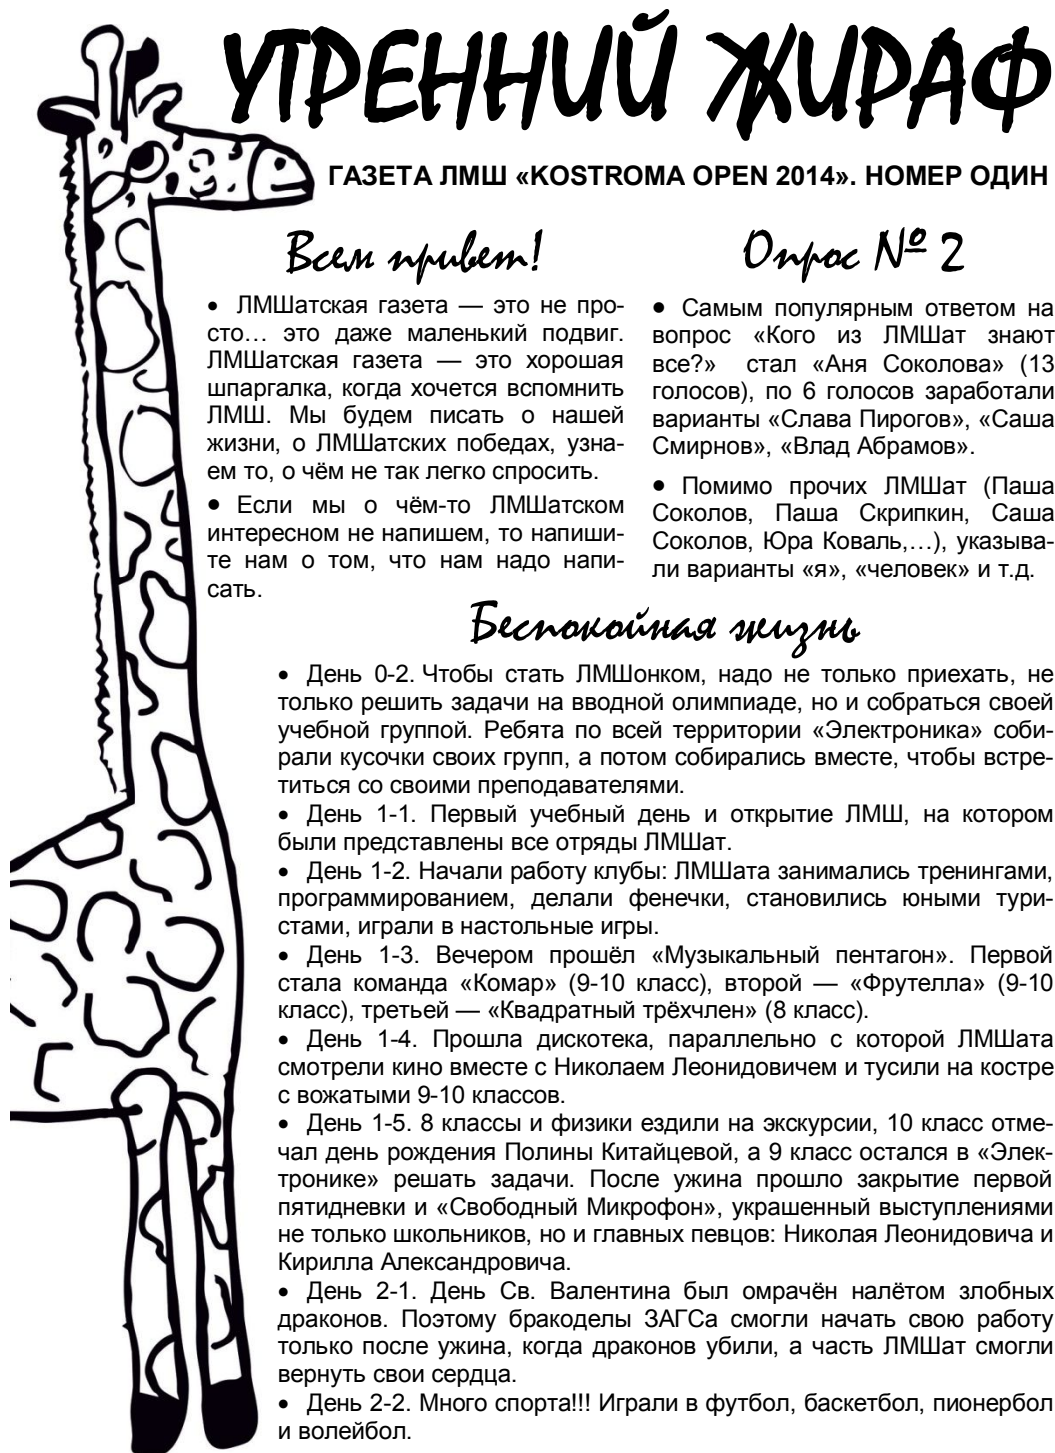 УТРЕННИЙ ЖИРАФ
ГАЗЕТА ЛМШ «KOSTROMA OPEN 2014». НОМЕР ОДИН
Всем привет!
• ЛМШатская газета — это не про-
сто… это даже маленький подвиг.
ЛМШатская газета — это хорошая
шпаргалка, когда хочется вспомнить
ЛМШ. Мы будем писать о нашей
жизни, о ЛМШатских победах, узна-
ем то, о чём не так легко спросить.
• Если мы о чём-то ЛМШатском
интересном не напишем, то напиши-
те нам о том, что нам надо напи-
сать.
Опрос № 2
• Самым популярным ответом на
вопрос «Кого из ЛМШат знают
все?» стал «Аня Соколова» (13
голосов), по 6 голосов заработали
варианты «Слава Пирогов», «Саша
Смирнов», «Влад Абрамов».
• Помимо прочих ЛМШат (Паша
Соколов, Паша Скрипкин, Саша
Соколов, Юра Коваль,…), указыва-
ли варианты «я», «человек» и т.д.
Беспокойная жизнь
• День 0-2. Чтобы стать ЛМШонком, надо не только приехать, не
только решить задачи на вводной олимпиаде, но и собраться своей
учебной группой. Ребята по всей территории «Электроника» соби-
рали кусочки своих групп, а потом собирались вместе, чтобы встре-
титься со своими преподавателями.
• День 1-1. Первый учебный день и открытие ЛМШ, на котором
были представлены все отряды ЛМШат.
• День 1-2. Начали работу клубы: ЛМШата занимались тренингами,
программированием, делали фенечки, становились юными тури-
стами, играли в настольные игры.
• День 1-3. Вечером прошёл «Музыкальный пентагон». Первой
стала команда «Комар» (9-10 класс), второй — «Фрутелла» (9-10
класс), третьей — «Квадратный трёхчлен» (8 класс).
• День 1-4. Прошла дискотека, параллельно с которой ЛМШата
смотрели кино вместе с Николаем Леонидовичем и тусили на костре
с вожатыми 9-10 классов.
• День 1-5. 8 классы и физики ездили на экскурсии, 10 класс отме-
чал день рождения Полины Китайцевой, а 9 класс остался в «Элек-
тронике» решать задачи. После ужина прошло закрытие первой
пятидневки и «Свободный Микрофон», украшенный выступлениями
не только школьников, но и главных певцов: Николая Леонидовича и
Кирилла Александровича.
• День 2-1. День Св. Валентина был омрачён налётом злобных
драконов. Поэтому бракоделы ЗАГСа смогли начать свою работу
только после ужина, когда драконов убили, а часть ЛМШат смогли
вернуть свои сердца.
• День 2-2. Много спорта!!! Играли в футбол, баскетбол, пионербол
и волейбол.